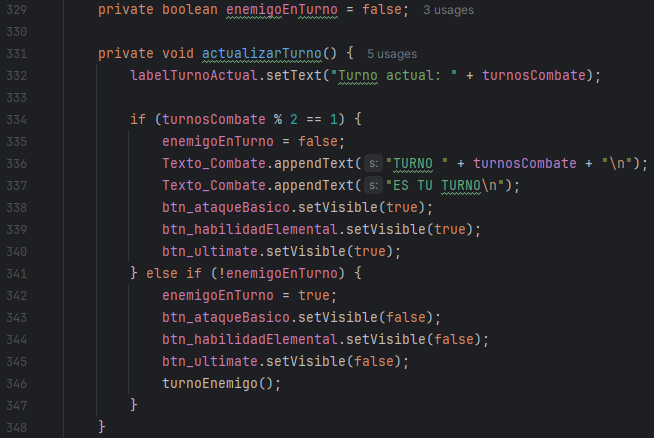 329 private boolean enemigoEnTurno = false; 3 usages
330
331 private void actualizarTurno() { 5 usages
332 labelTurnoActual.setText("Turno actual: " + turnosCombate);
333
334 if (turnosCombate % 2 == 1) {
335 enemigoEnTurno = false;
336 Texto_Combate.appendText( s: "TURNO " + turnosCombate + "\n");
337 Texto_Combate.appendText( s: "ES TU TURNO\n");
338 btn_ataqueBasico.setVisible(true);
339 btn_habilidadElemental.setVisible(true);
340 btn_ultimate.setVisible(true);
341 } else if (!enemigoEnTurno) {
342 enemigoEnTurno = true;
343 btn_ataqueBasico.setVisible(false);
344 btn_habilidadElemental.setVisible(false);
345 btn_ultimate.setVisible(false);
346 turnoEnemigo();
347 }
348 }